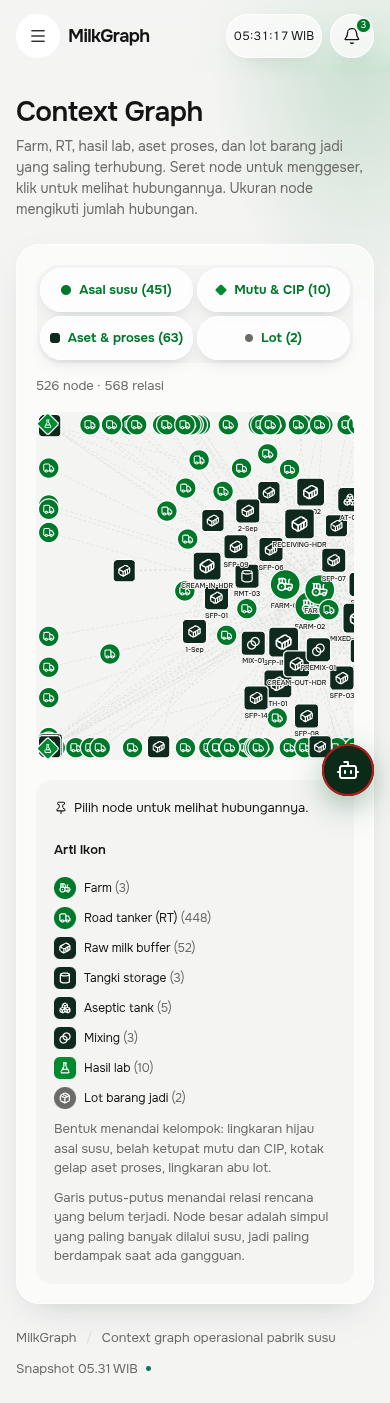 MilkGraph
05:31:17 WIB
3
Context Graph
Farm, RT, hasil lab, aset proses, dan lot barang jadi
yang saling terhubung. Seret node untuk menggeser,
klik untuk melihat hubungannya. Ukuran node
mengikuti jumlah hubungan.
Asal susu (451)
Mutu & CIP (10)
Aset & proses (63)
Lot (2)
526 node · 568 relasi
2-Sep
RECEIVING-HDR
SFP-09
SFP-06
SFP-07
CREAM-IN-HDR
RMT-03
SFP-01
FARM-02
1-Sep
MIX-01
CREAM-OUT-HDR
SFP-03
SFP-14
SFP-08
Pilih node untuk melihat hubungannya.
Arti ikon
Farm (3)
Road tanker (RT) (448)
Raw milk buffer (52)
Tangki storage (3)
Aseptic tank (5)
Mixing (3)
Hasil lab (10)
Lot barang jadi (2)
Bentuk menandai kelompok: lingkaran hijau
asal susu, belah ketupat mutu dan CIP, kotak
gelap aset proses, lingkaran abu lot.
Garis putus-putus menandai relasi rencana
yang belum terjadi. Node besar adalah simpul
yang paling banyak dilalui susu, jadi paling
berdampak saat ada gangguan.
MilkGraph / Context graph operasional pabrik susu
Snapshot 05.31 WIB